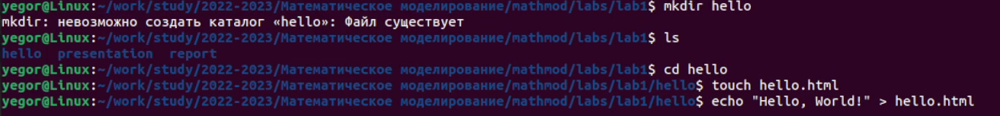 yegor@Linux:~/work/study/2022-2023/Математическое моделирование/mathmod/labs/lab1$ mkdir hello
mkdir: невозможно создать каталог «hello»: Файл существует
yegor@Linux:~/work/study/2022-2023/Математическое моделирование/mathmod/labs/lab1$ ls
hello  presentation  report
yegor@Linux:~/work/study/2022-2023/Математическое моделирование/mathmod/labs/lab1$ cd hello
yegor@Linux:~/work/study/2022-2023/Математическое моделирование/mathmod/labs/lab1/hello$ touch hello.html
yegor@Linux:~/work/study/2022-2023/Математическое моделирование/mathmod/labs/lab1/hello$ echo "Hello, World!" > hello.html